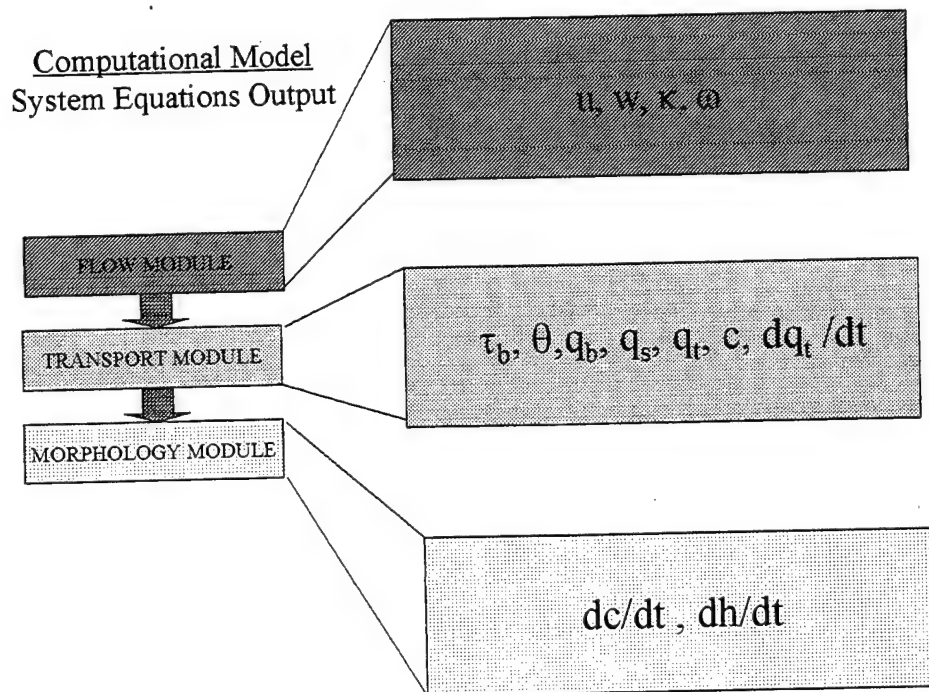 Computational Model
System Equations Output
u, w, κ, ω
FLOW MODULE
TRANSPORT MODULE
τb, θ,qb, qs, qt, c, dqt /dt
MORPHOLOGY MODULE
dc/dt , dh/dt